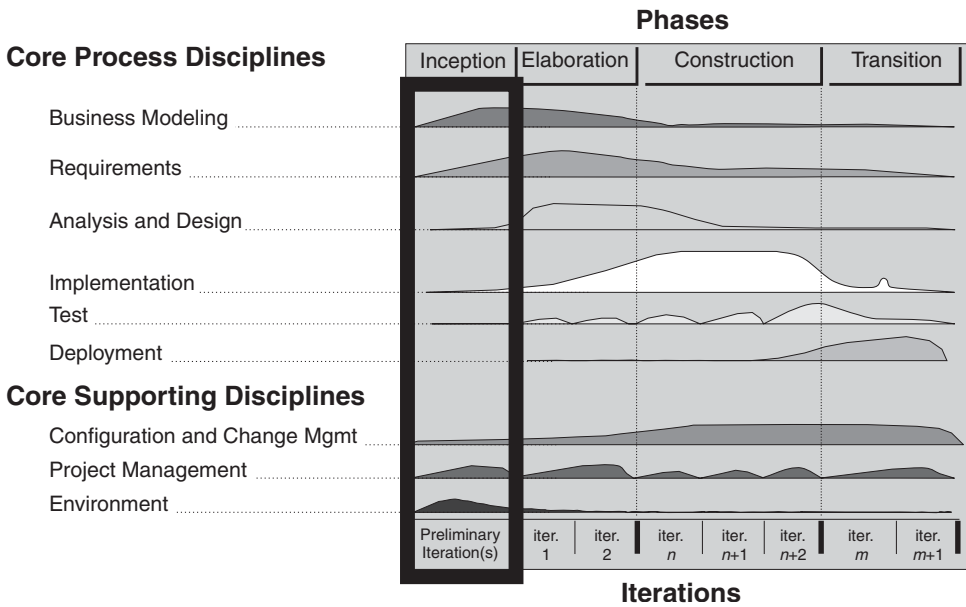 Phases
Core Process Disciplines
Inception Elaboration Construction Transition
Business Modeling
Requirements
Analysis and Design
Implementation
Test
Deployment
Core Supporting Disciplines
Configuration and Change Mgmt
Project Management
Environment
Preliminary iter. iter. iter. iter. iter. iter. iter.
Iteration(s) 1 2 n n+1 n+2 m m+1
Iterations